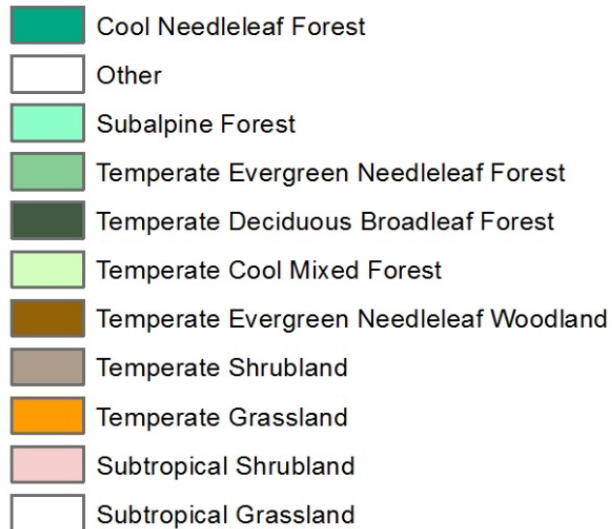 Cool Needleleaf Forest
Other
Subalpine Forest
Temperate Evergreen Needleleaf Forest
Temperate Deciduous Broadleaf Forest
Temperate Cool Mixed Forest
Temperate Evergreen Needleleaf Woodland
Temperate Shrubland
Temperate Grassland
Subtropical Shrubland
Subtropical Grassland